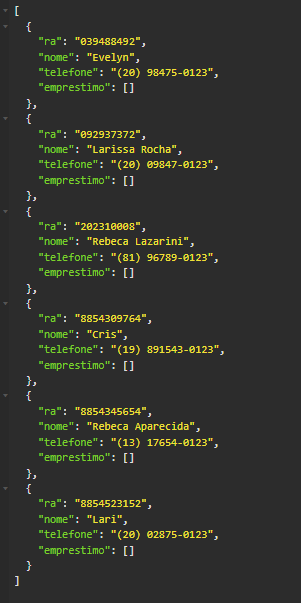 [
{
"ra": "039488492",
"nome": "Evelyn",
"telefone": "(20) 98475-0123",
"emprestimo": []
},
{
"ra": "092937372",
"nome": "Larissa Rocha",
"telefone": "(20) 09847-0123",
"emprestimo": []
},
{
"ra": "202310008",
"nome": "Rebeca Lazarini",
"telefone": "(81) 96789-0123",
"emprestimo": []
},
{
"ra": "8854309764",
"nome": "Cris",
"telefone": "(19) 891543-0123",
"emprestimo": []
},
{
"ra": "8854345654",
"nome": "Rebeca Aparecida",
"telefone": "(13) 17654-0123",
"emprestimo": []
},
{
"ra": "8854523152",
"nome": "Lari",
"telefone": "(20) 02875-0123",
"emprestimo": []
}
]